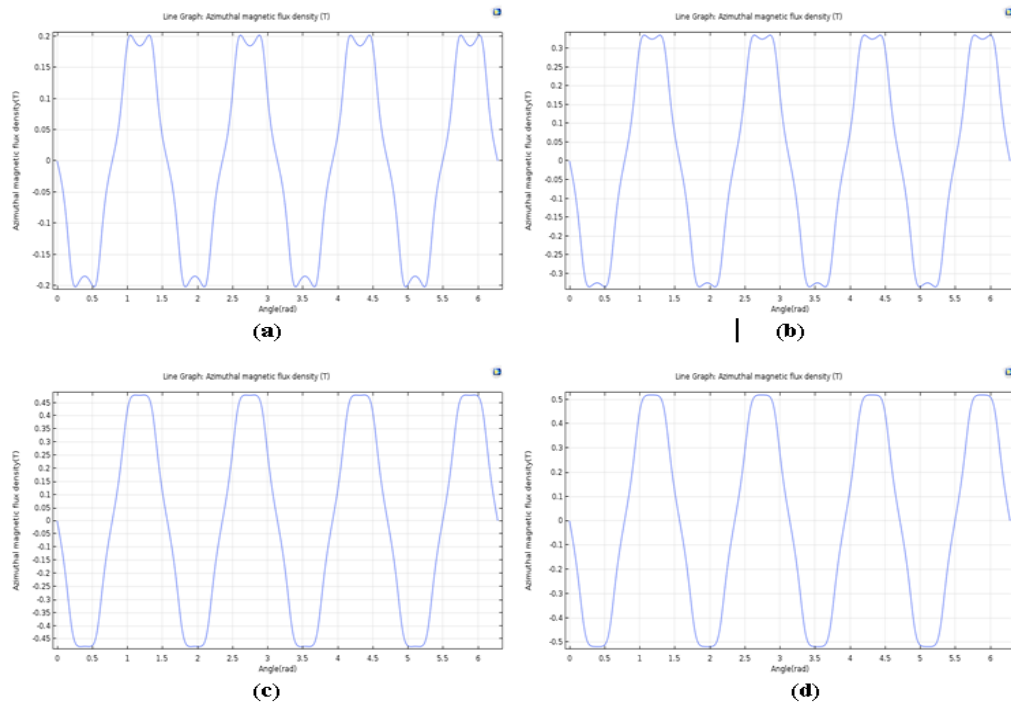 Line Graph: Azimuthal magnetic flux density (T)
Azimuthal magnetic flux density(T)
0.2
0.15
0.1
0.05
0
-0.05
-0.1
-0.15
-0.2
0 0.5 1 1.5 2 2.5 3 3.5 4 4.5 5 5.5 6
Angle(rad)
(a)
Line Graph: Azimuthal magnetic flux density (T)
Azimuthal magnetic flux density(T)
0.3
0.25
0.2
0.15
0.1
0.05
0
-0.05
-0.1
-0.15
-0.2
-0.25
-0.3
0 0.5 1 1.5 2 2.5 3 3.5 4 4.5 5 5.5 6
Angle(rad)
(b)
Line Graph: Azimuthal magnetic flux density (T)
Azimuthal magnetic flux density(T)
0.45
0.4
0.35
0.3
0.25
0.2
0.15
0.1
0.05
0
-0.05
-0.1
-0.15
-0.2
-0.25
-0.3
-0.35
-0.4
-0.45
0 0.5 1 1.5 2 2.5 3 3.5 4 4.5 5 5.5 6
Angle(rad)
(c)
Line Graph: Azimuthal magnetic flux density (T)
Azimuthal magnetic flux density(T)
0.5
0.4
0.3
0.2
0.1
0
-0.1
-0.2
-0.3
-0.4
-0.5
0 0.5 1 1.5 2 2.5 3 3.5 4 4.5 5 5.5 6
Angle(rad)
(d)